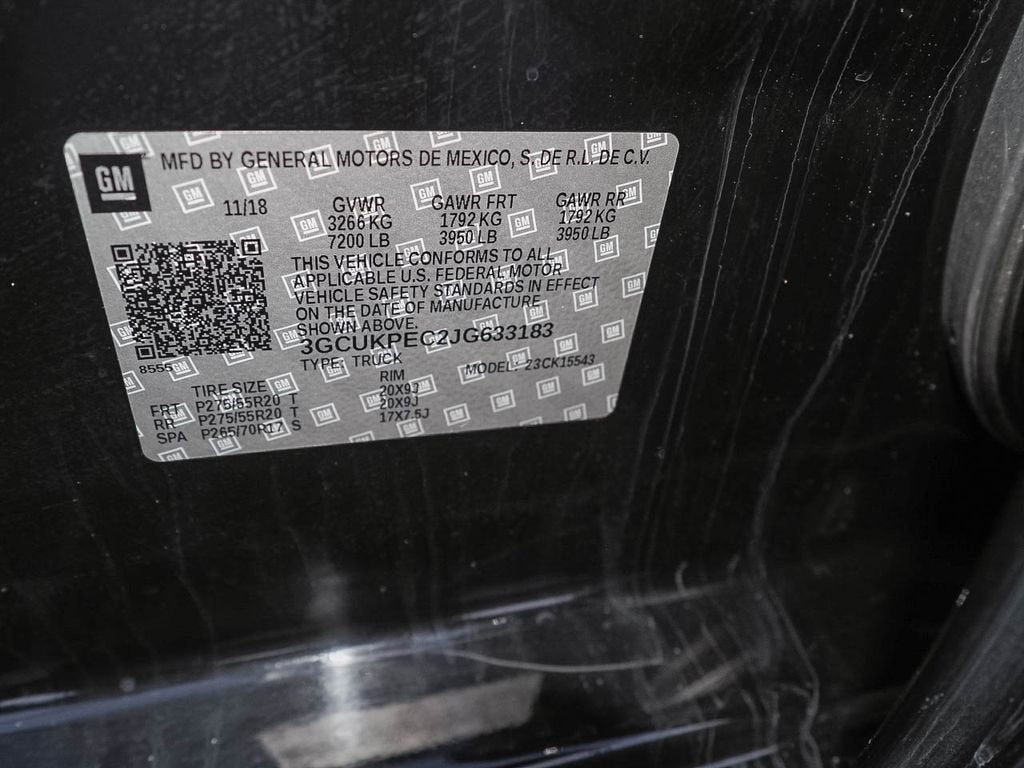 GM MFD BY GENERAL MOTORS DE MEXICO, S. DE R.L. DE C.V.
11/18 GVWR GAWR FRT GAWR RR
3266 KG 1792 KG 1792 KG
7200 LB 3950 LB 3950 LB
THIS VEHICLE CONFORMS TO ALL
APPLICABLE U.S. FEDERAL MOTOR
VEHICLE SAFETY STANDARDS IN EFFECT
ON THE DATE OF MANUFACTURE
SHOWN ABOVE.
3GCUKPEC2JG633183
8555 TYPE: TRUCK MODEL: 23CK15543
TIRE SIZE RIM
FRT P275/55R20 T 20X9J
RR P275/55R20 T 20X9J
SPA P265/70R17 S 17X7.5J